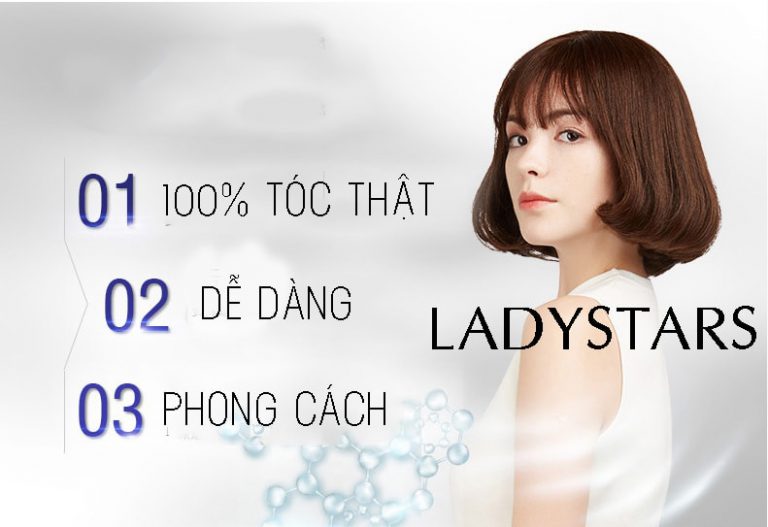 01 100% TÓC THẬT
02 DỄ DÀNG
LADYSTARS
03 PHONG CÁCH